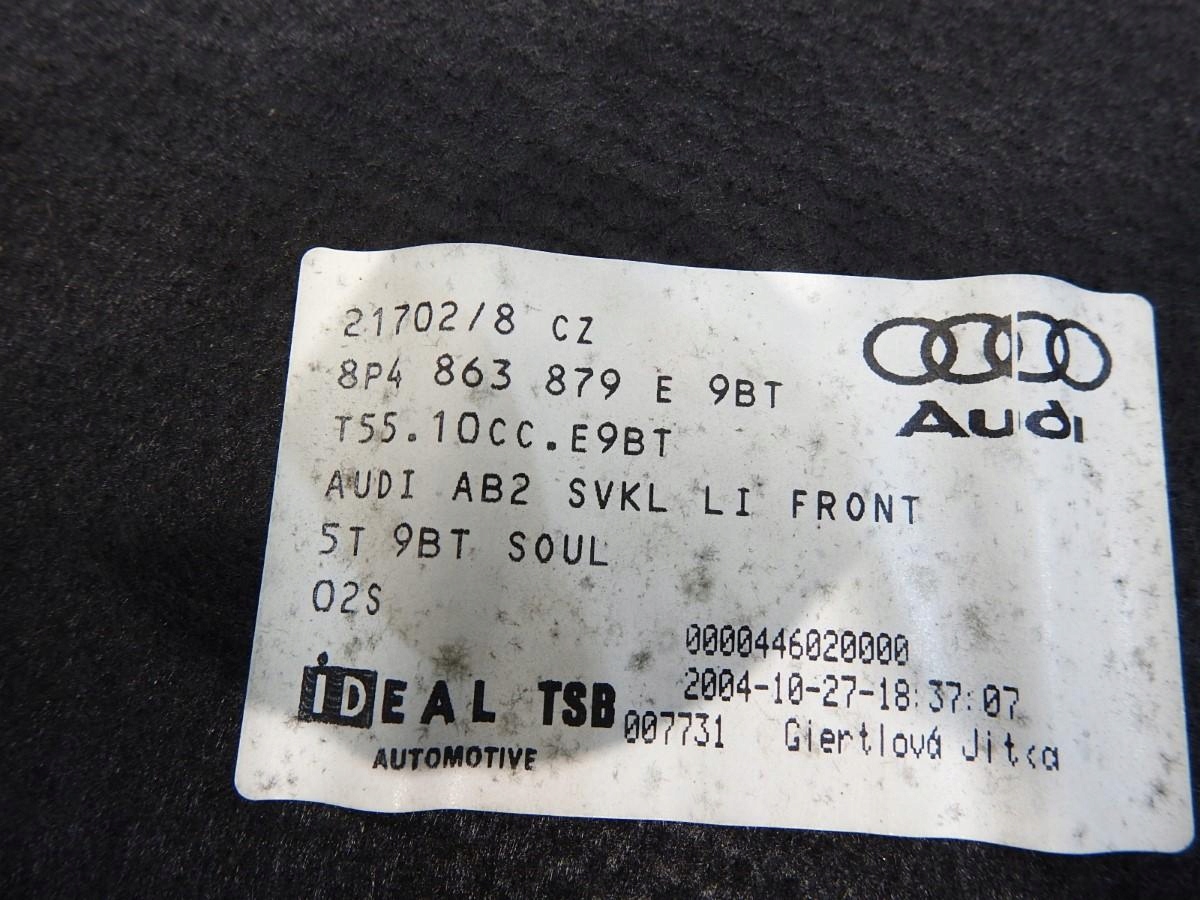 21702/8 CZ
8P4 863 879 E 9BT
T55.10CC.E9BT
AUDI AB2 SVKL LI FRONT
5T 9BT SOUL
02S
Audi
0000446020000
2004-10-27-18:37:07
007731 Giertlová Jitka
iDEAL TSB
AUTOMOTIVE